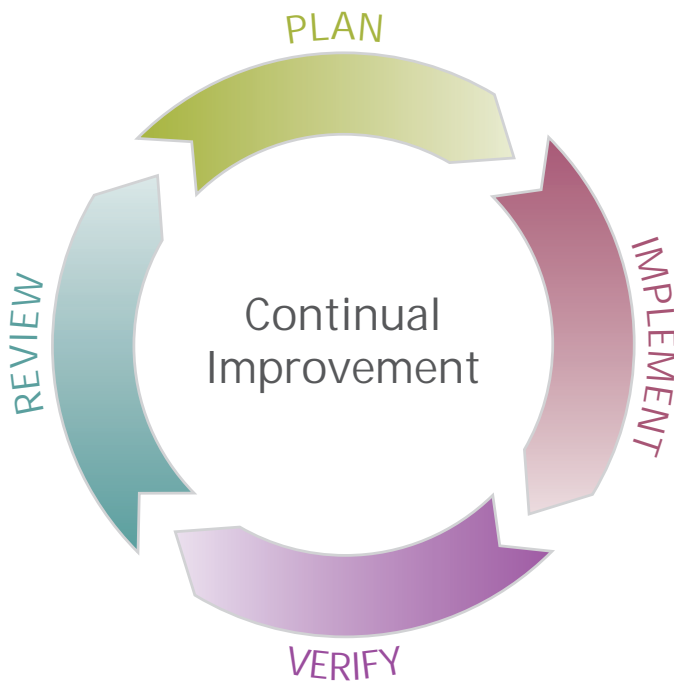 PLAN
IMPLEMENT
Continual
Improvement
REVIEW
VERIFY